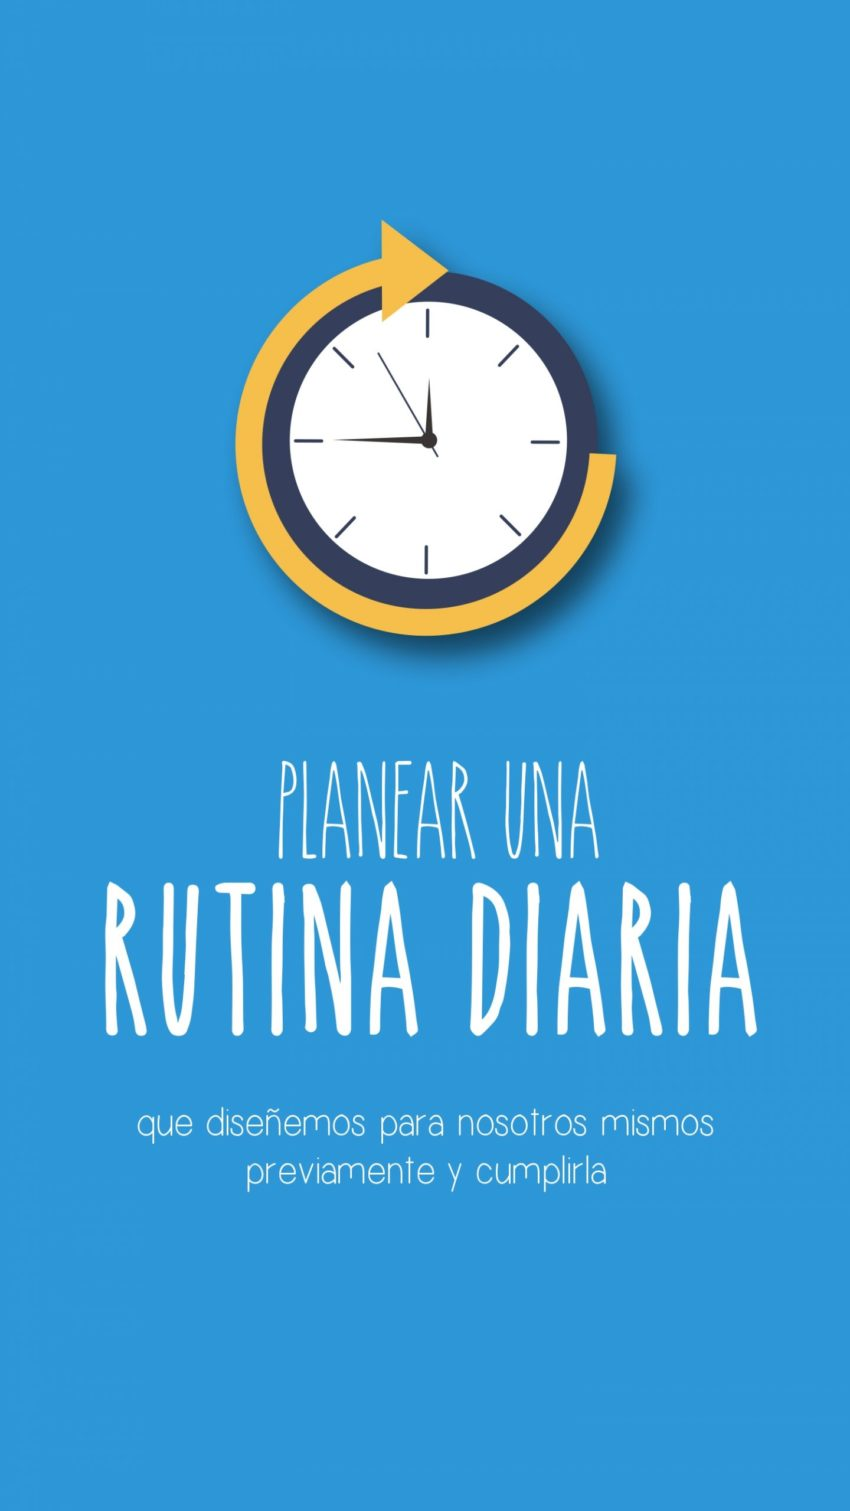 PLANEAR UNA
RUTINA DIARIA
que diseñemos para nosotros mismos
previamente y cumplirla